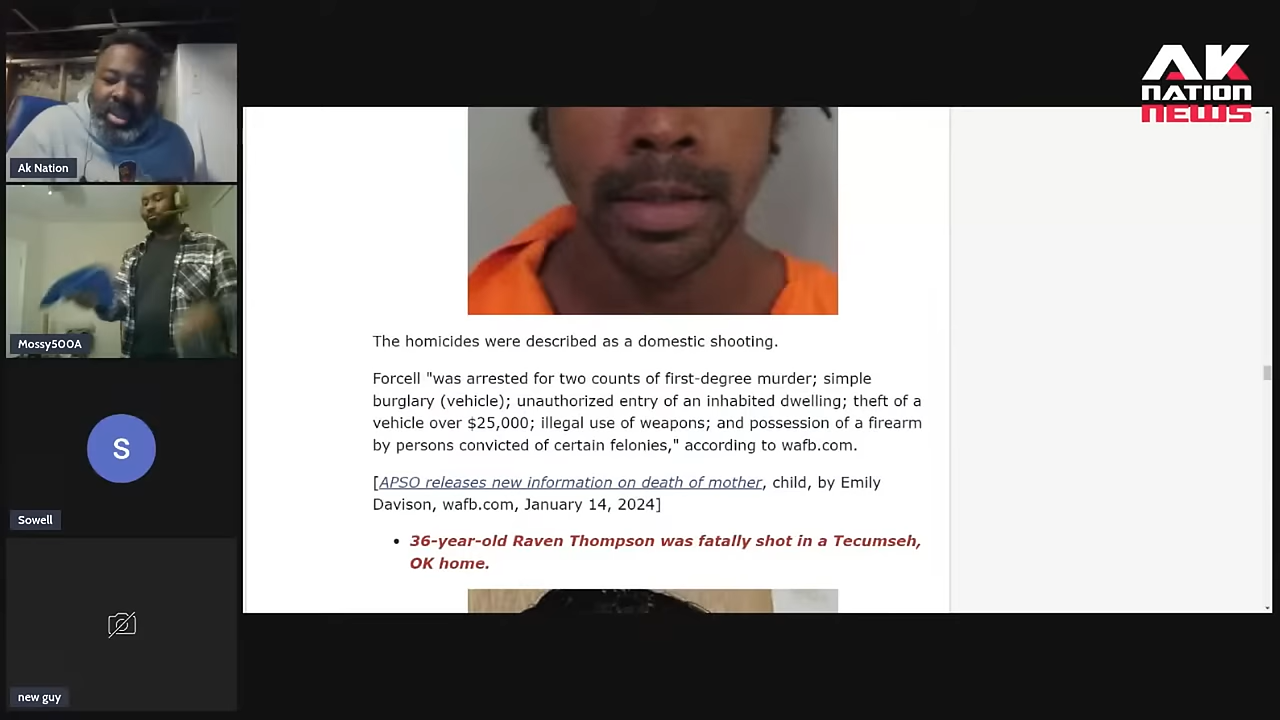 AK
NATION
NEWS
Ak Nation
Mossy500A
S
Sowell
new guy
The homicides were described as a domestic shooting.
Forcell "was arrested for two counts of first-degree murder; simple
burglary (vehicle); unauthorized entry of an inhabited dwelling; theft of a
vehicle over $25,000; illegal use of weapons; and possession of a firearm
by persons convicted of certain felonies," according to wafb.com.
[APSO releases new information on death of mother, child, by Emily
Davison, wafb.com, January 14, 2024]
• 36-year-old Raven Thompson was fatally shot in a Tecumseh,
OK home.